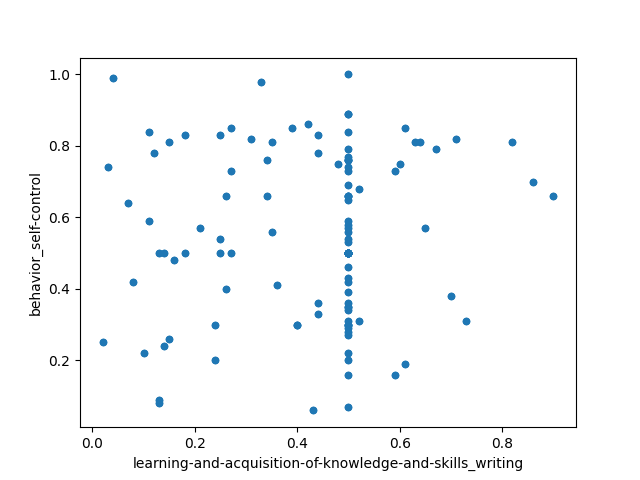 1.0
0.8
0.6
0.4
0.2
behavior_self-control
0.0 0.2 0.4 0.6 0.8
learning-and-acquisition-of-knowledge-and-skills_writing